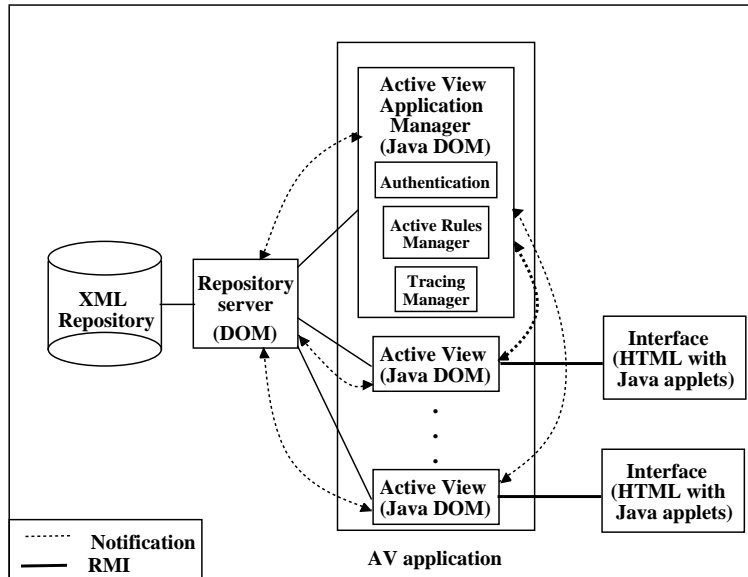 Active View
Application
Manager
(Java DOM)
Authentication
Active Rules
Manager
Tracing
Manager
XML
Repository
Repository
server
(DOM)
Active View
(Java DOM)
Interface
(HTML with
Java applets)
Active View
(Java DOM)
Interface
(HTML with
Java applets)
Notification
RMI
AV application